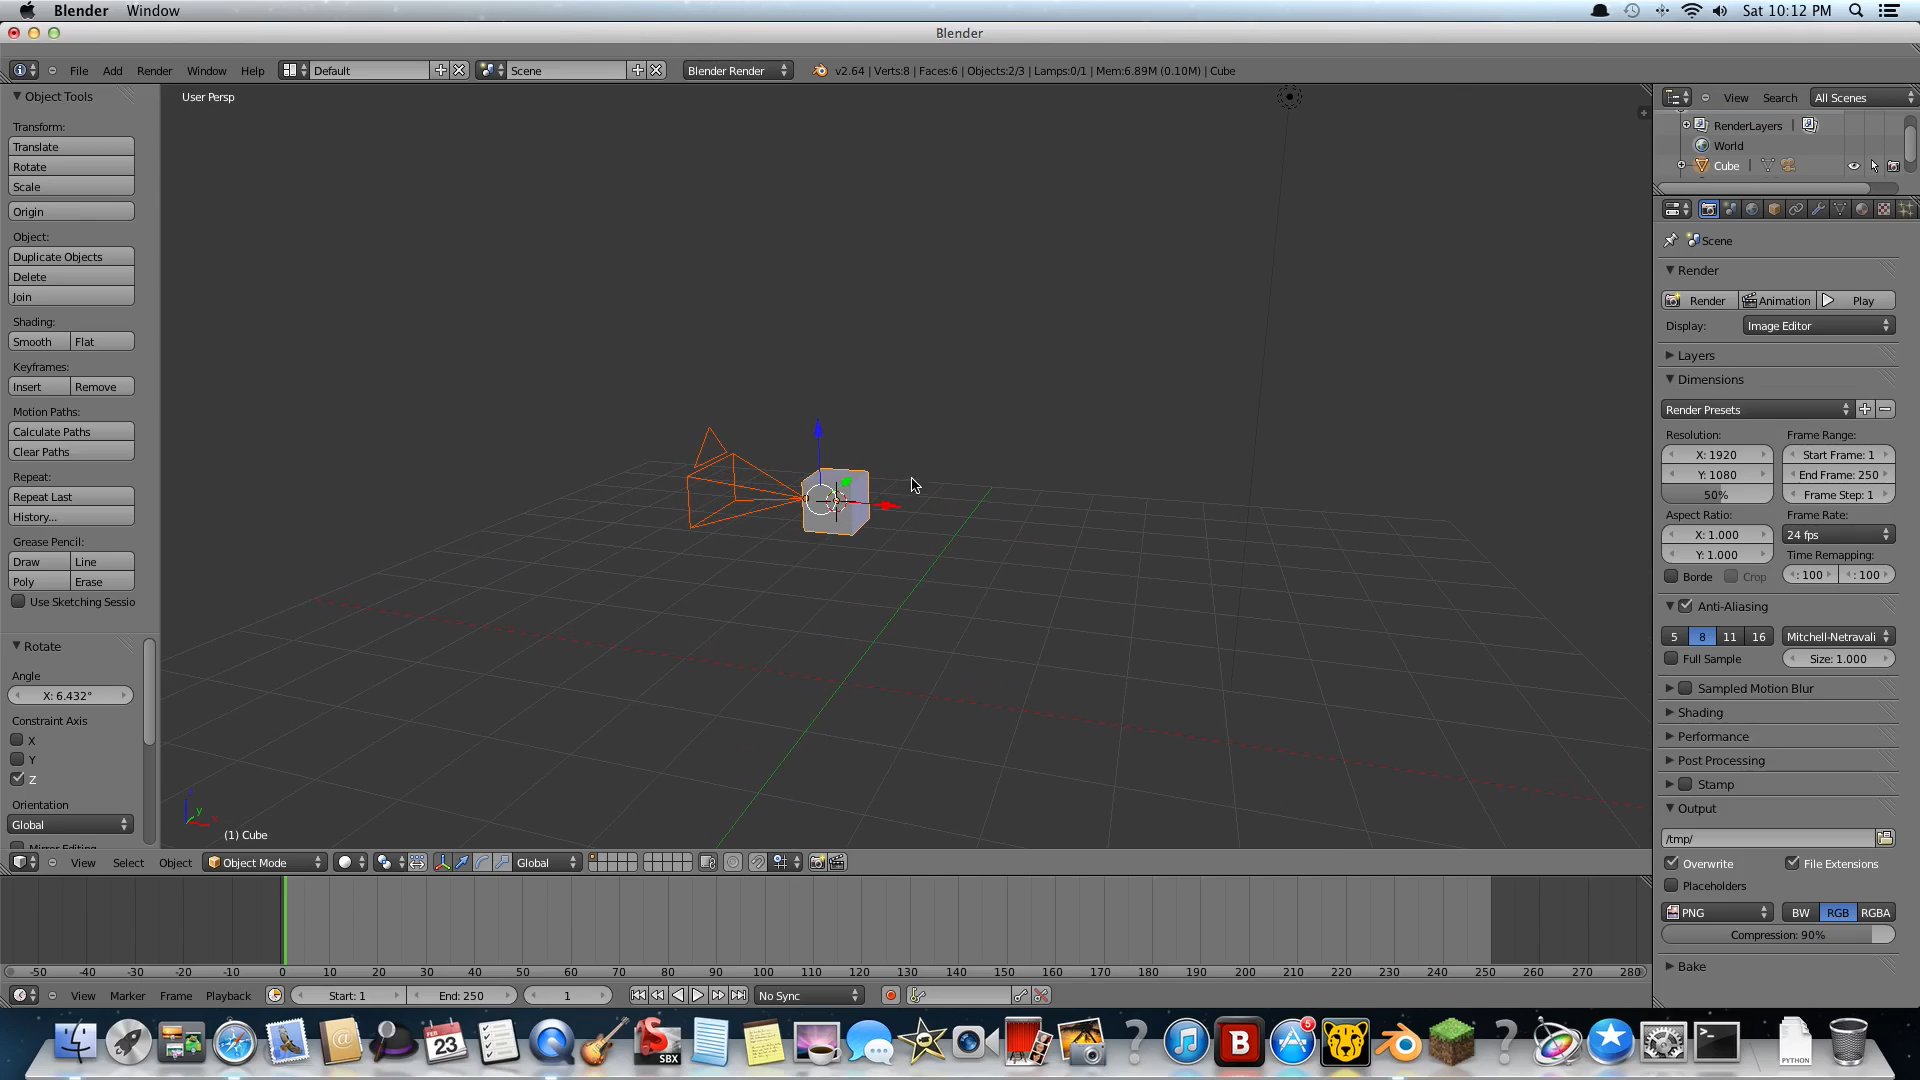 Blender Window Sat 10:12 PM
Blender
File Add Render Window Help Default Scene Blender Render v2.64 | Verts:8 | Faces:6 | Objects:2/3 | Lamps:0/1 | Mem:6.89M (0.10M) | Cube
Object Tools
Transform:
Translate
Rotate
Scale
Origin
Object:
Duplicate Objects
Delete
Join
Shading:
Smooth Flat
Keyframes:
Insert Remove
Motion Paths:
Calculate Paths
Clear Paths
Repeat:
Repeat Last
History...
Grease Pencil:
Draw Line
Poly Erase
Use Sketching Sessio
Rotate
Angle
X: 6.432°
Constraint Axis
X
Y
Z
Orientation
Global
User Persp
y
x
(1) Cube
View Search All Scenes
RenderLayers |
World
Cube |
Scene
Render
Render Animation Play
Display: Image Editor
Layers
Dimensions
Render Presets
Resolution: Frame Range:
X: 1920 Start Frame: 1
Y: 1080 End Frame: 250
50% Frame Step: 1
Aspect Ratio: Frame Rate:
X: 1.000 24 fps
Y: 1.000 Time Remapping:
Borde Crop : 100 : 100
Anti-Aliasing
5 8 11 16 Mitchell-Netravali
Full Sample Size: 1.000
Sampled Motion Blur
Shading
Performance
Post Processing
Stamp
Output
/tmp/
Overwrite File Extensions
Placeholders
PNG BW RGB RGBA
Compression: 90%
Bake
View Select Object Object Mode Global
-50 -40 -30 -20 -10 0 10 20 30 40 50 60 70 80 90 100 110 120 130 140 150 160 170 180 190 200 210 220 230 240 250 260 270 280
View Marker Frame Playback Start: 1 End: 250 1 No Sync
FEB
23
S
SBX
B
5
PYTHON